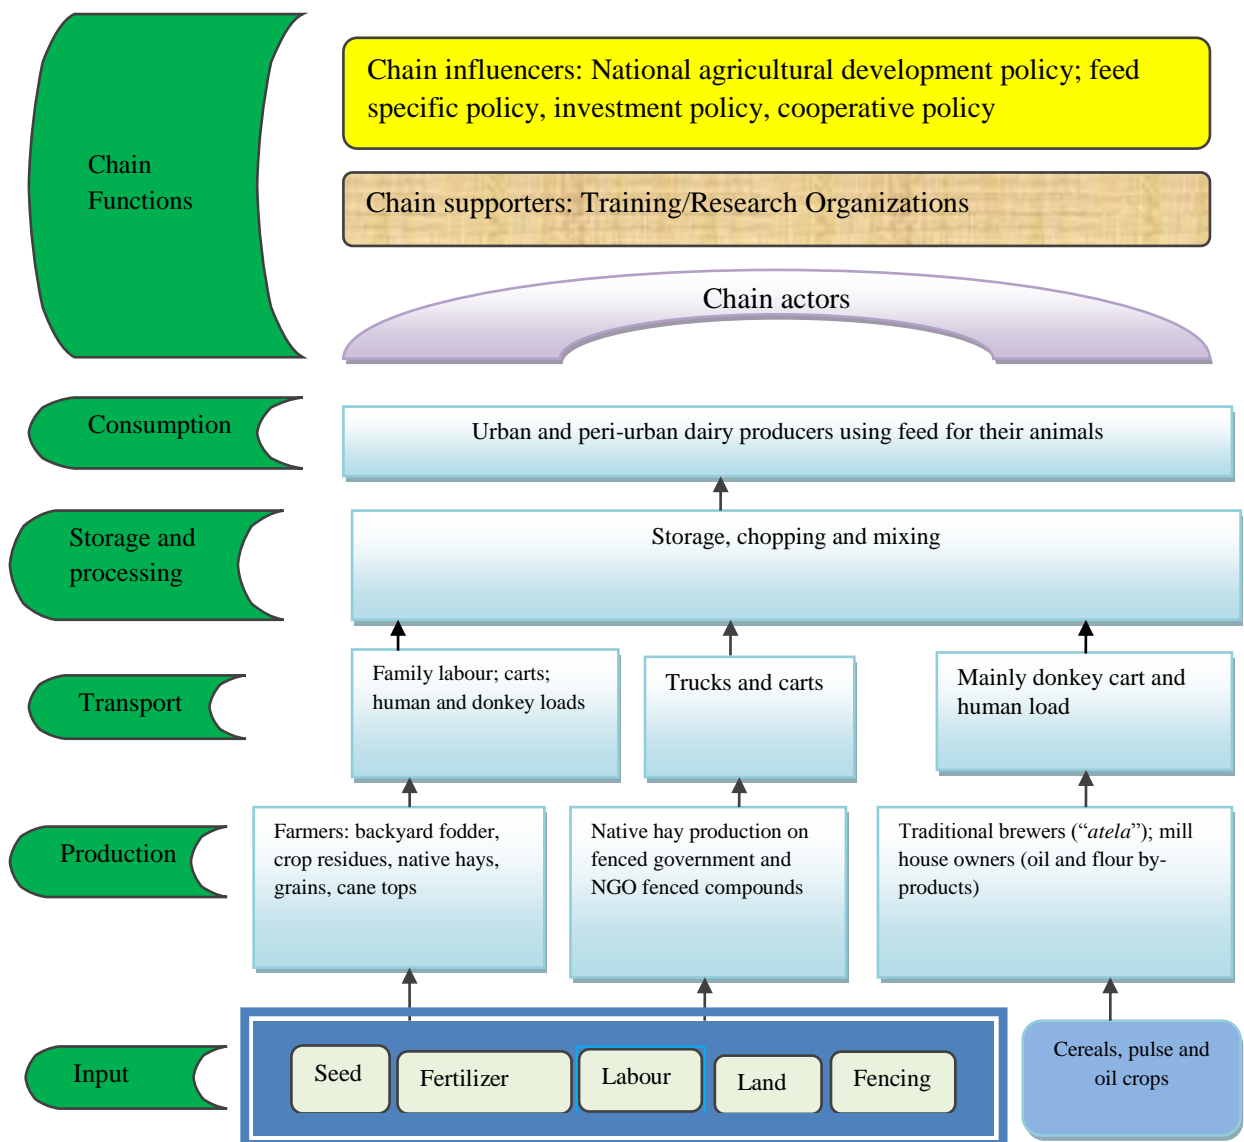 Chain
Functions
Chain influencers: National agricultural development policy; feed
specific policy, investment policy, cooperative policy
Chain supporters: Training/Research Organizations
Chain actors
Consumption
Urban and peri-urban dairy producers using feed for their animals
Storage and
processing
Storage, chopping and mixing
Transport
Family labour; carts;
human and donkey loads
Trucks and carts
Mainly donkey cart and
human load
Production
Farmers: backyard fodder,
crop residues, native hays,
grains, cane tops
Native hay production on
fenced government and
NGO fenced compounds
Traditional brewers (“atela”); mill
house owners (oil and flour by-
products)
Input
Seed
Fertilizer
Labour
Land
Fencing
Cereals, pulse and
oil crops